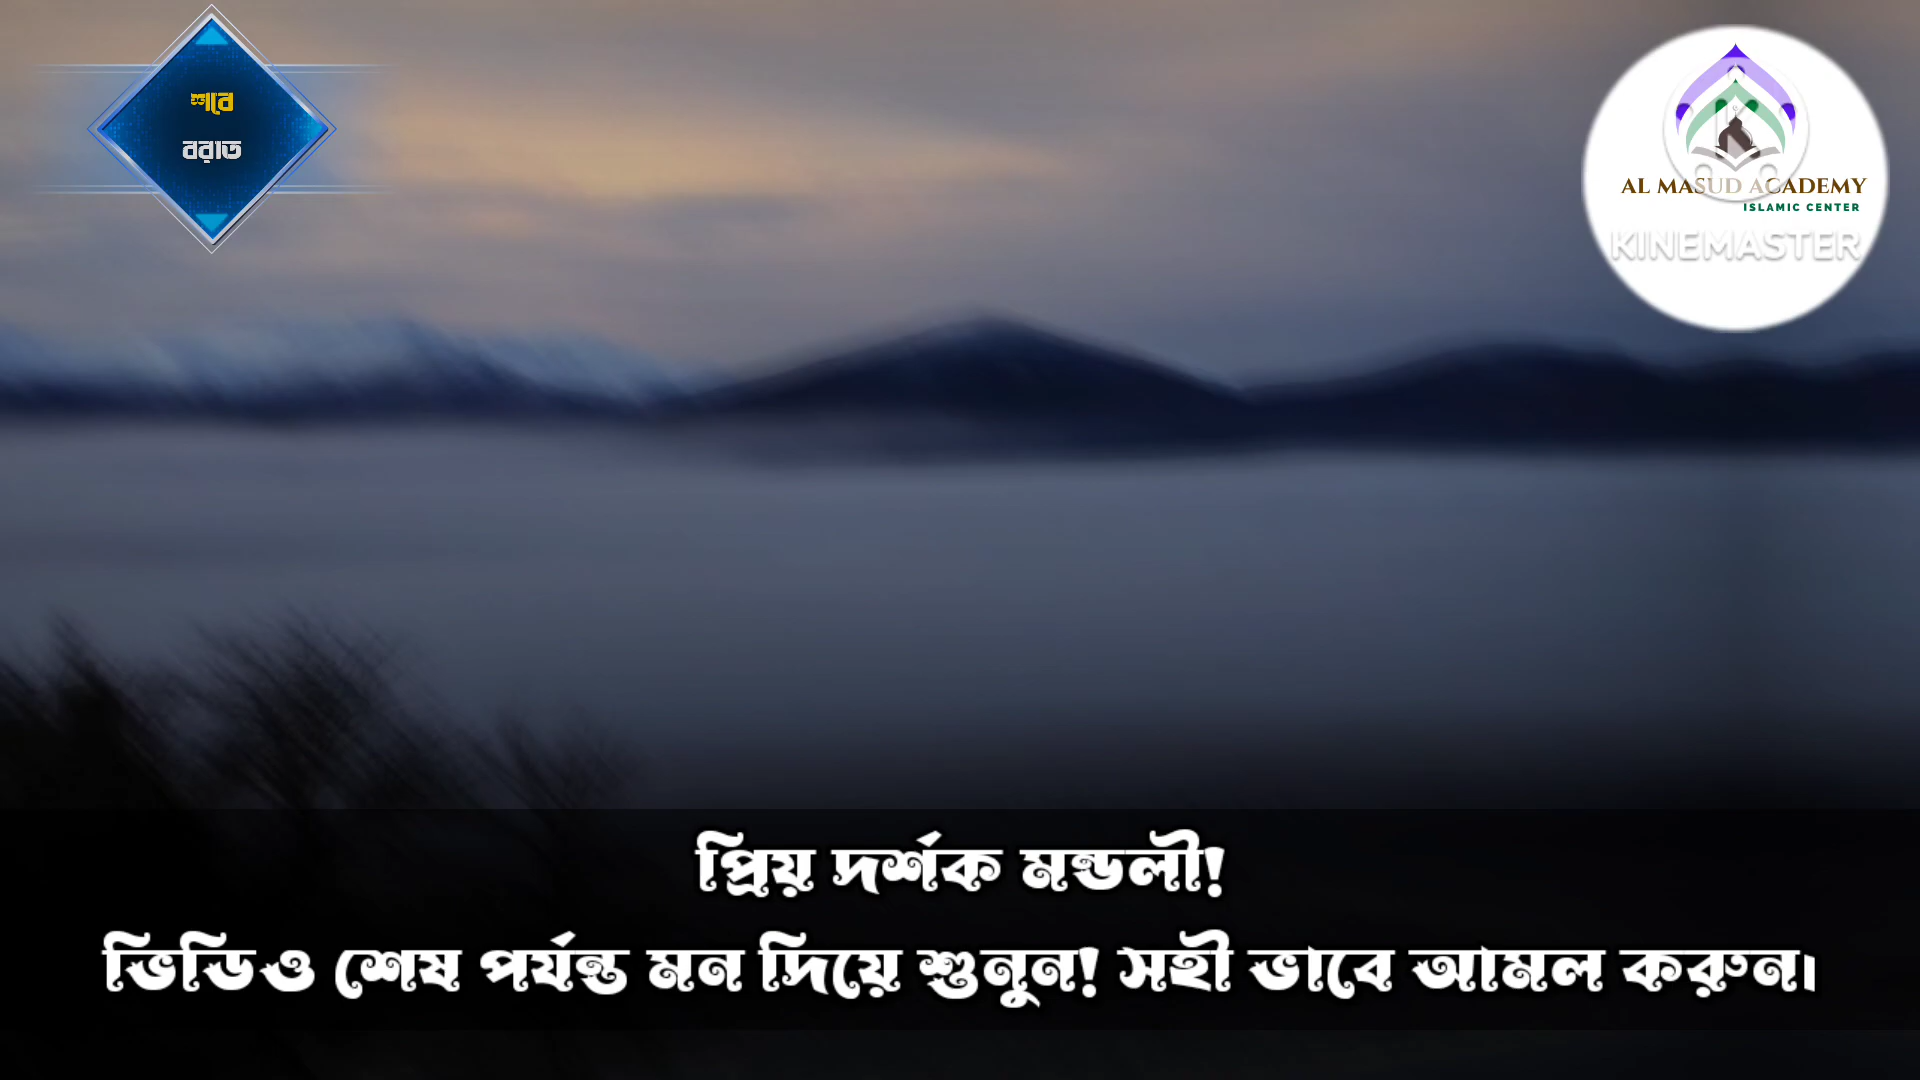 শবে
বরাত
AL MASUD ACADEMY
ISLAMIC CENTER
KINEMASTER
প্রিয় দর্শক মন্ডলী!
ভিডিও শেষ পর্যন্ত মন দিয়ে শুনুন! সহী ভাবে আমল করুন।